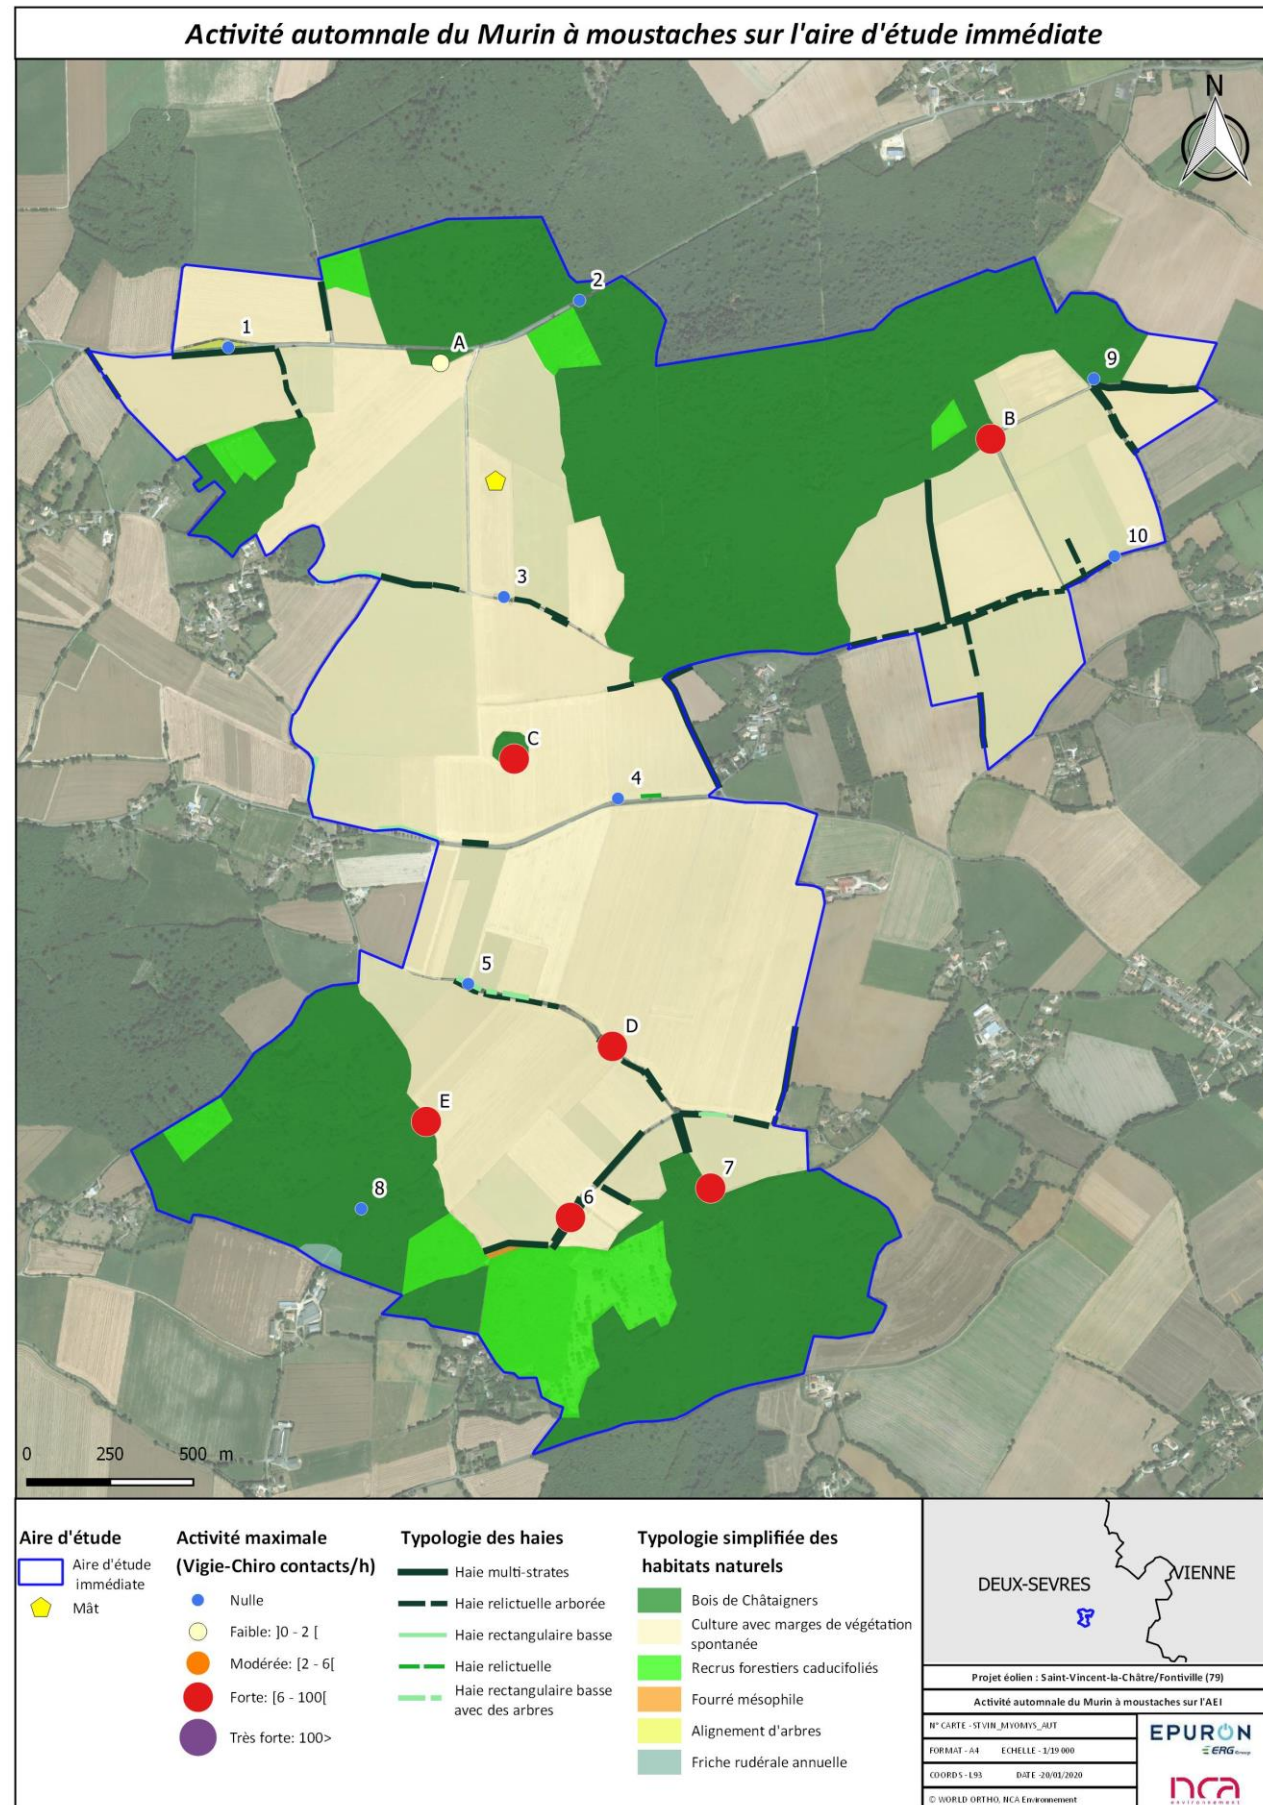 Activité automnale du Murin à moustaches sur l'aire d'étude immédiate
N
2
1
A
9
B
10
3
C
4
5
D
E
7
8
6
0 250 500 m
Aire d'étude
Aire d'étude
immédiate
Mât
Activité maximale
(Vigie-Chiro contacts/h)
Nulle
Faible: ]0 - 2 [
Modérée: [2 - 6[
Forte: [6 - 100[
Très forte: 100>
Typologie des haies
Haie multi-strates
Haie relictuelle arborée
Haie rectangulaire basse
Haie relictuelle
Haie rectangulaire basse
avec des arbres
Typologie simplifiée des
habitats naturels
Bois de Châtaigners
Culture avec marges de végétation
spontanée
Recrus forestiers caducifoliés
Fourré mésophile
Alignement d'arbres
Friche rudérale annuelle
DEUX-SEVRES
VIENNE
Projet éolien : Saint-Vincent-la-Châtre/Fontiville (79)
Activité automnale du Murin à moustaches sur l'AEI
N° CARTE - STVIN_MYOMYS_AUT
FORMAT - A4 ECHELLE - 1/19 000
COORDS - L93 DATE - 20/01/2020
© WORLD ORTHO, NCA Environnement
EPURON
ERG Group
nca
environnement